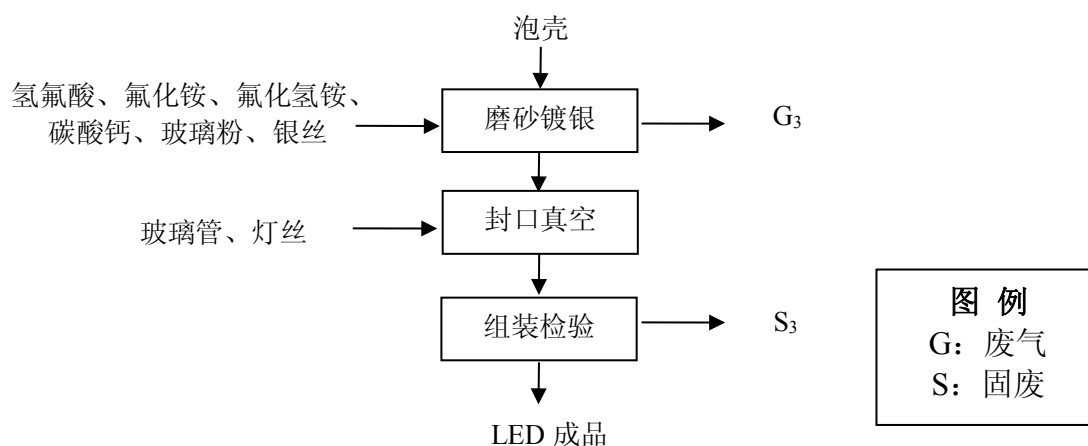 泡壳
氢氟酸、氟化铵、氟化氢铵、
碳酸钙、玻璃粉、银丝
磨砂镀银
G3
玻璃管、灯丝
封口真空
组装检验
S3
LED 成品
图 例
G：废气
S：固废